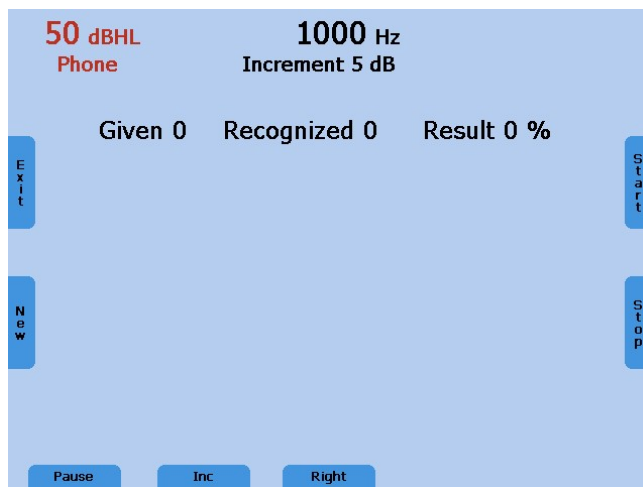 50 dBHL 1000 Hz
Phone Increment 5 dB
Given 0 Recognized 0 Result 0 %
Exit
Start
New
Stop
Pause Inc Right